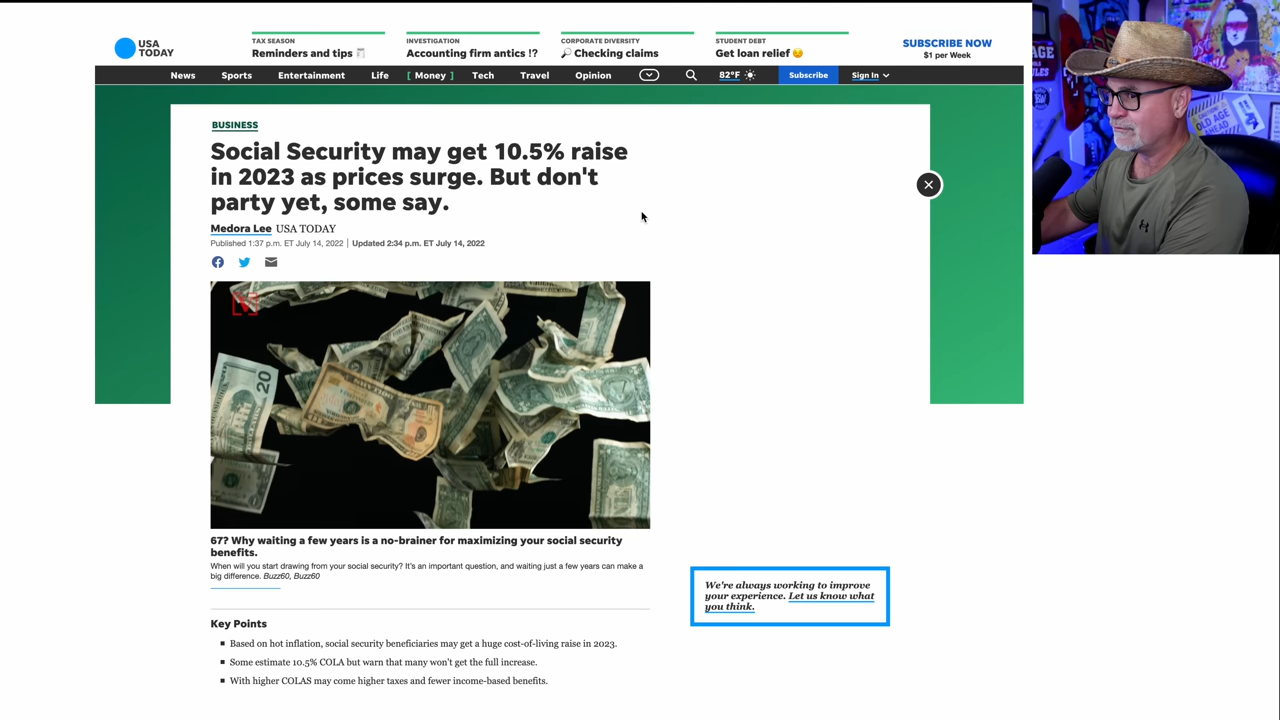 USA
TODAY
TAX SEASON
Reminders and tips
INVESTIGATION
Accounting firm antics !?
CORPORATE DIVERSITY
Checking claims
STUDENT DEBT
Get loan relief
SUBSCRIBE NOW
$1 per Week
News Sports Entertainment Life [ Money ] Tech Travel Opinion 82°F Subscribe Sign In
BUSINESS
Social Security may get 10.5% raise
in 2023 as prices surge. But don't
party yet, some say.
Medora Lee USA TODAY
Published 1:37 p.m. ET July 14, 2022 | Updated 2:34 p.m. ET July 14, 2022
20
67? Why waiting a few years is a no-brainer for maximizing your social security
benefits.
When will you start drawing from your social security? It's an important question, and waiting just a few years can make a
big difference. Buzz60, Buzz60
We're always working to improve
your experience. Let us know what
you think.
Key Points
Based on hot inflation, social security beneficiaries may get a huge cost-of-living raise in 2023.
Some estimate 10.5% COLA but warn that many won't get the full increase.
With higher COLAS may come higher taxes and fewer income-based benefits.
OLD AGE